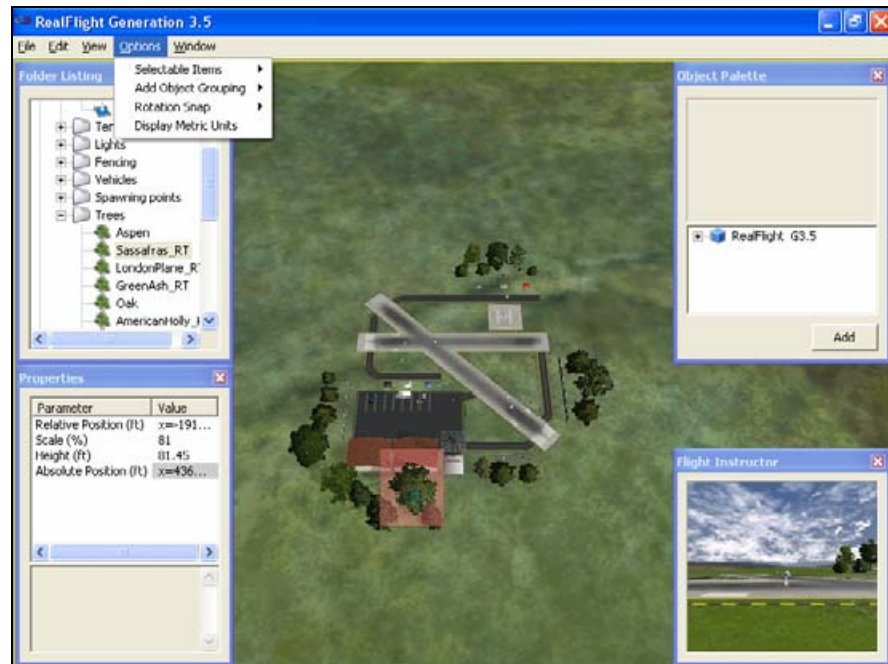 RealFlight Generation 3.5
File Edit View Options Window
Selectable Items
Add Object Grouping
Rotation Snap
Display Metric Units
Folder Listing
Lights
Fencing
Vehicles
Spawning points
Trees
Aspen
Sassafras_RT
LondonPlane_R
GreenAsh_RT
Oak
AmericanHolly_
Properties
Parameter Value
Relative Position (ft) x=-191...
Scale (%) 81
Height (ft) 81.45
Absolute Position (ft) x=436...
Object Palette
RealFlight G3.5
Add
Flight Instructor
H